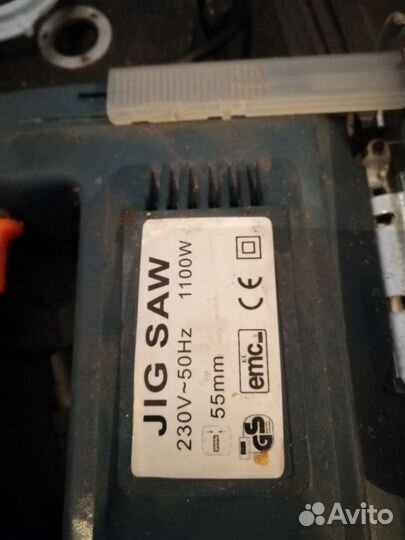 JIG SAW
230V~50Hz 1100W
55mm
emc
CE
GS
Avito